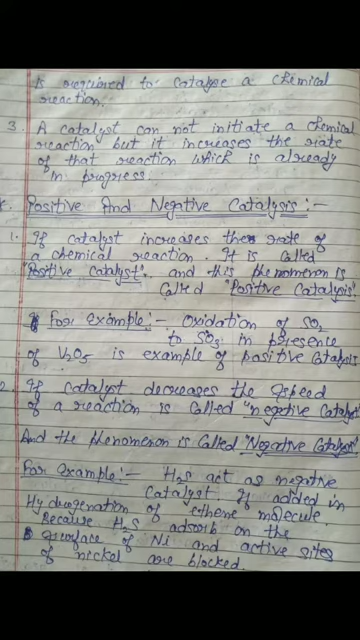 is required to catalyse a chemical
reaction.
3. A catalyst can not initiate a chemical
reaction but it increases the rate
of that reaction which is already
in progress
Positive And Negative Catalysis :-
1. If catalyst increases the rate of
a chemical reaction. It is called
"Positive catalyst". and this phenomenon is
called "Positive Catalysis"
For example:- Oxidation of SO₂
to SO₃ in presence
of V₂O₅ is example of positive catalysis
2. If catalyst decreases the speed
of a reaction is called "negative catalyst
And the phenomenon is called "Negative Catalysis"
For example:- H₂S act as negative
catalyst if added in
Hydrogenation of ethene molecule.
Because H₂S adsorb on the
surface of Ni and active sites
of nickel are blocked.